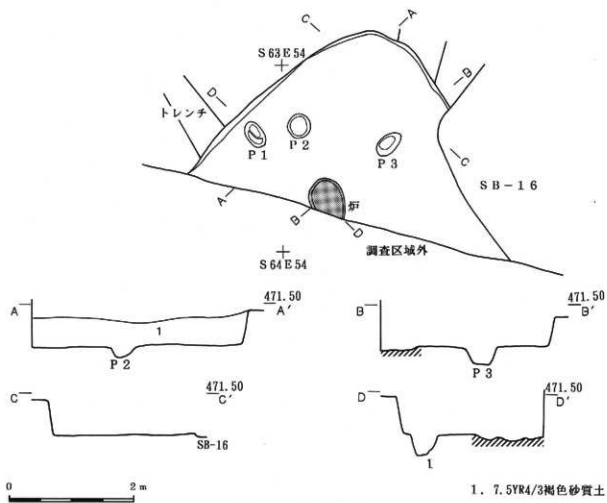 C
A
S63E54
B
D
トレンチ
P1
P2
P3
C
SB-16
A
炉
B
D
調査区域外
S64E54
A
471.50
A′
1
P2
B
471.50
B′
P3
C
471.50
C′
SB-16
D
471.50
D′
1
0 2m
1. 7.5YR4/3褐色砂質土